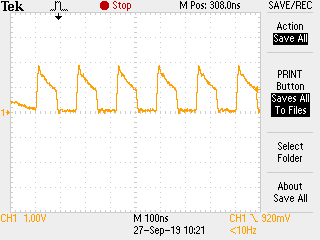 Tek
Stop
M Pos: 308.0ns
SAVE/REC
Action
Save All
PRINT
Button
Saves All
To Files
Select
Folder
About
Save All
1
CH1 1.00V
M 100ns
CH1 \ 920mV
27-Sep-19 10:21
<10Hz